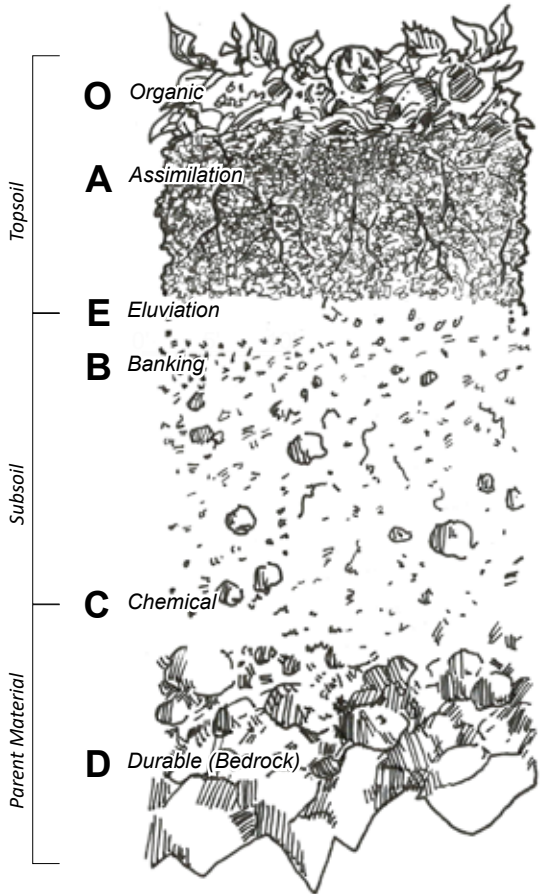 O Organic
A Assimilation
Topsoil
E Eluviation
B Banking
Subsoil
C Chemical
D Durable (Bedrock)
Parent Material